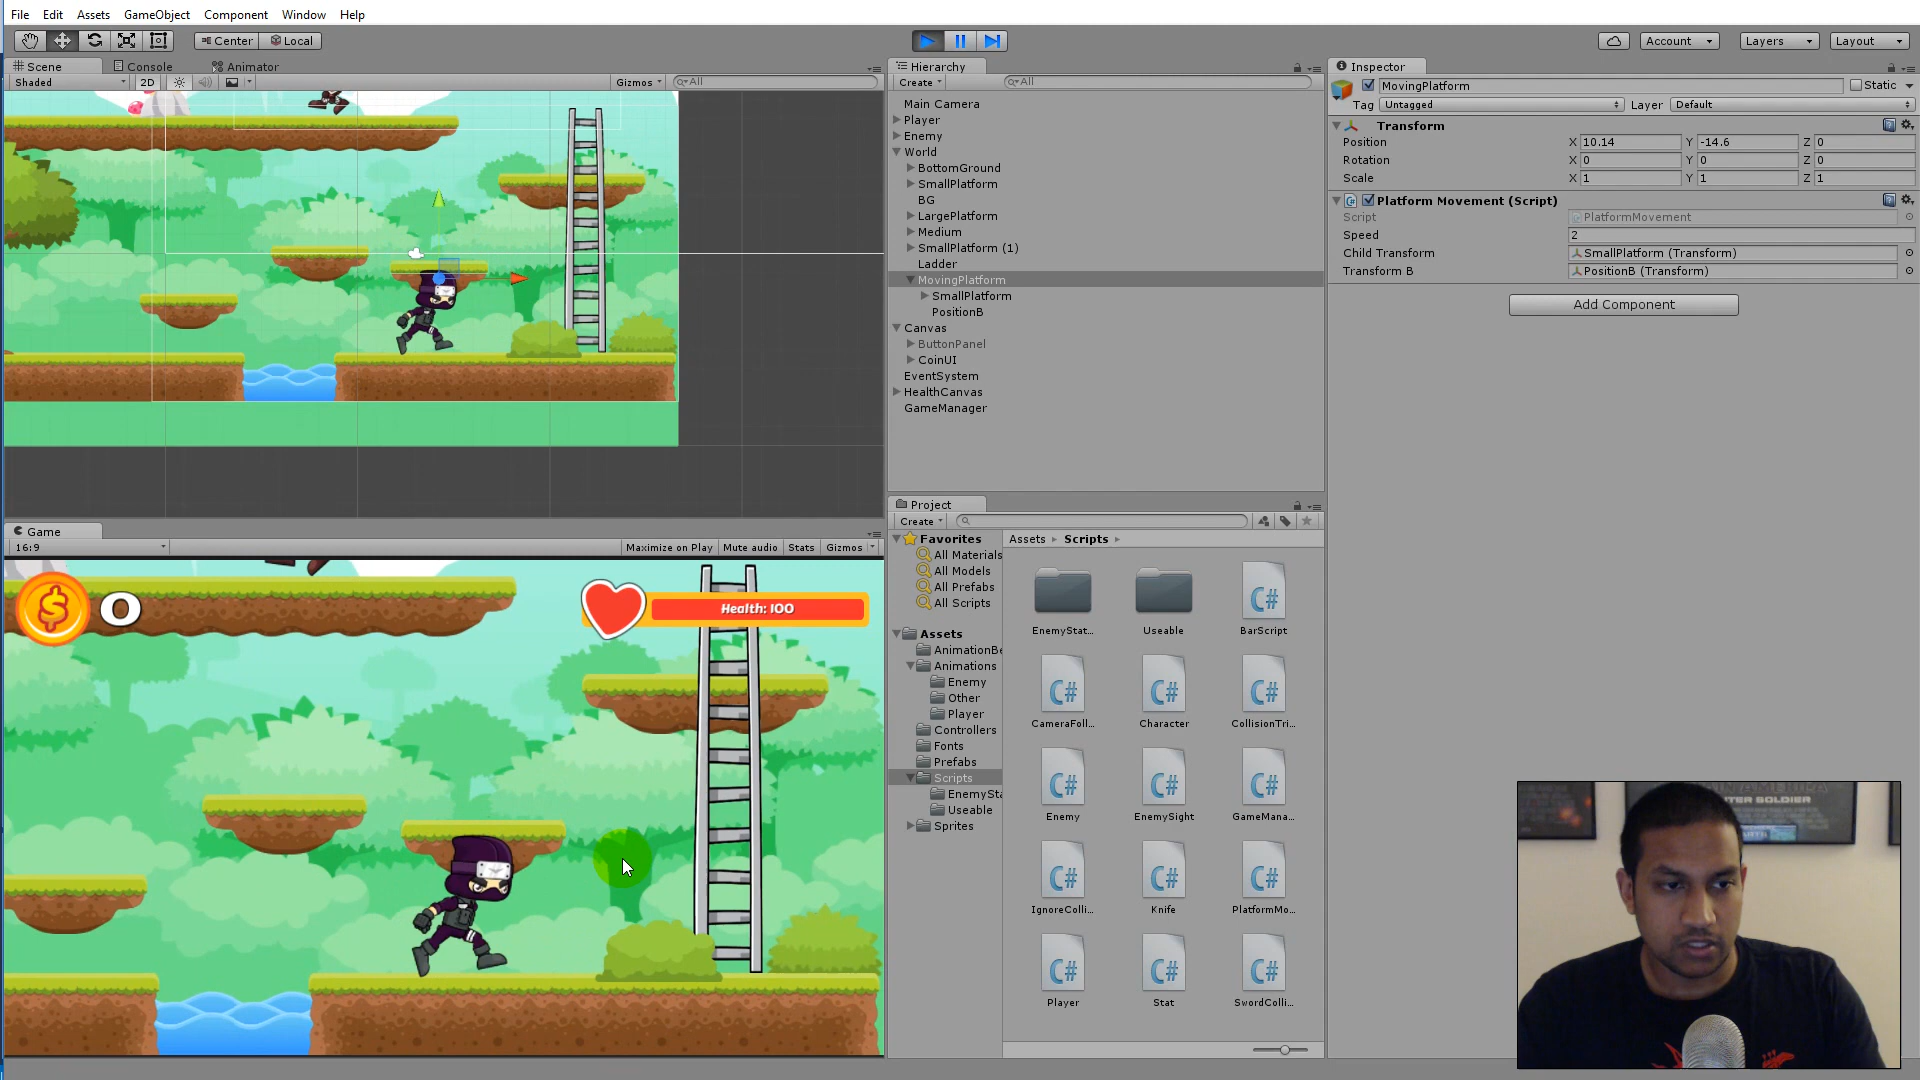 File Edit Assets GameObject Component Window Help
Center Local
Account Layers Layout
Scene Console Animator
Shaded 2D Gizmos All
Hierarchy
Create All
Main Camera
Player
Enemy
World
BottomGround
SmallPlatform
BG
LargePlatform
Medium
SmallPlatform (1)
Ladder
MovingPlatform
SmallPlatform
PositionB
Canvas
ButtonPanel
CoinUI
EventSystem
HealthCanvas
GameManager
Inspector
MovingPlatform Static
Tag Untagged Layer Default
Transform
Position X 10.14 Y -14.6 Z 0
Rotation X 0 Y 0 Z 0
Scale X 1 Y 1 Z 1
Platform Movement (Script)
Script PlatformMovement
Speed 2
Child Transform SmallPlatform (Transform)
Transform B PositionB (Transform)
Add Component
Game
16:9 Maximize on Play Mute audio Stats Gizmos
$ 0 Health: 100
Project
Create
Favorites
All Materials
All Models
All Prefabs
All Scripts
Assets
AnimationBe
Animations
Enemy
Other
Player
Controllers
Fonts
Prefabs
Scripts
EnemySta
Useable
Sprites
Assets Scripts
EnemyStat... Useable BarScript
CameraFoll... Character CollisionTri...
Enemy EnemySight GameMana...
IgnoreColli... Knife PlatformMo...
Player Stat SwordColli...
C# C# C# C# C# C# C# C# C# C# C# C# C#